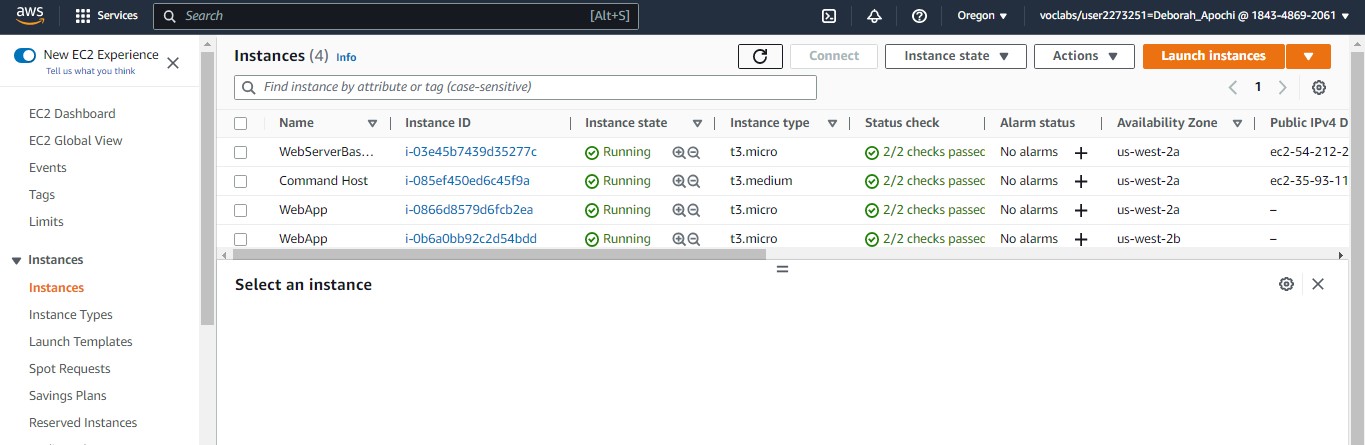 aws Services Search [Alt+S] Oregon voclabs/user2273251=Deborah_Apochi @ 1843-4869-2061
New EC2 Experience
Tell us what you think
EC2 Dashboard
EC2 Global View
Events
Tags
Limits
Instances
Instances
Instance Types
Launch Templates
Spot Requests
Savings Plans
Reserved Instances
Instances (4) Info Connect Instance state Actions Launch instances
Find instance by attribute or tag (case-sensitive) 1
Name Instance ID Instance state Instance type Status check Alarm status Availability Zone Public IPv4 D
WebServerBas... i-03e45b7439d35277c Running t3.micro 2/2 checks passed No alarms + us-west-2a ec2-54-212-2
Command Host i-085ef450ed6c45f9a Running t3.medium 2/2 checks passed No alarms + us-west-2a ec2-35-93-11
WebApp i-0866d8579d6fcb2ea Running t3.micro 2/2 checks passed No alarms + us-west-2a –
WebApp i-0b6a0bb92c2d54bdd Running t3.micro 2/2 checks passed No alarms + us-west-2b –
Select an instance